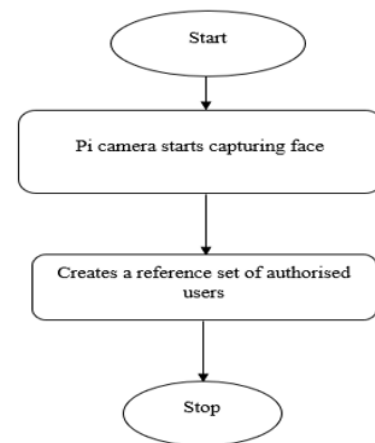 Start
Pi camera starts capturing face
Creates a reference set of authorised
users
Stop